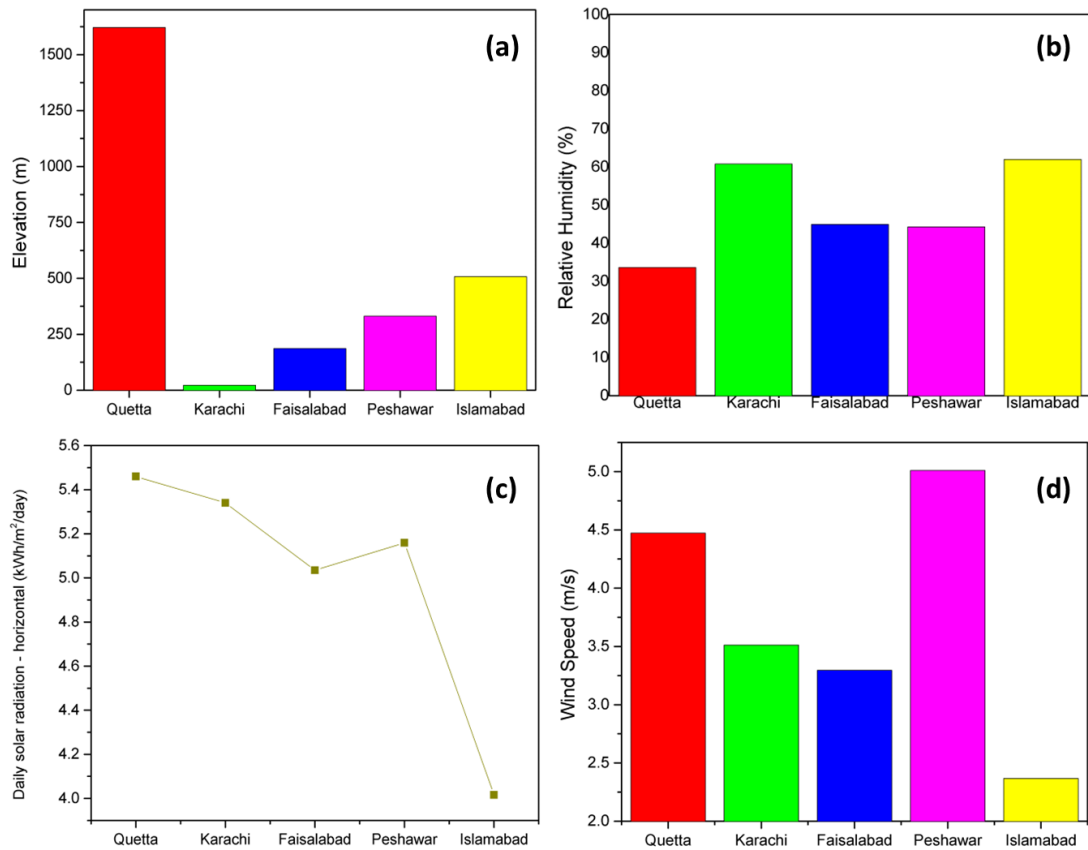 (a)
Elevation (m)
1500
1250
1000
750
500
250
0
Quetta Karachi Faisalabad Peshawar Islamabad
(b)
Relative Humidity (%)
100
90
80
70
60
50
40
30
20
10
0
Quetta Karachi Faisalabad Peshawar Islamabad
(c)
Daily solar radiation - horizontal (kWh/m²/day)
5.6
5.4
5.2
5.0
4.8
4.6
4.4
4.2
4.0
Quetta Karachi Faisalabad Peshawar Islamabad
(d)
Wind Speed (m/s)
5.0
4.5
4.0
3.5
3.0
2.5
2.0
Quetta Karachi Faisalabad Peshawar Islamabad